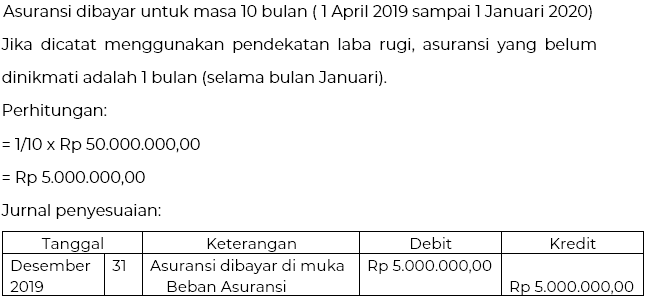 Asuransi dibayar untuk masa 10 bulan ( 1 April 2019 sampai 1 Januari 2020)
Jika dicatat menggunakan pendekatan laba rugi, asuransi yang belum
dinikmati adalah 1 bulan (selama bulan Januari).
Perhitungan:
= 1/10 x Rp 50.000.000,00
= Rp 5.000.000,00
Jurnal penyesuaian:
Tanggal Keterangan Debit Kredit
Desember 31 Asuransi dibayar di muka Rp 5.000.000,00
2019 Beban Asuransi Rp 5.000.000,00